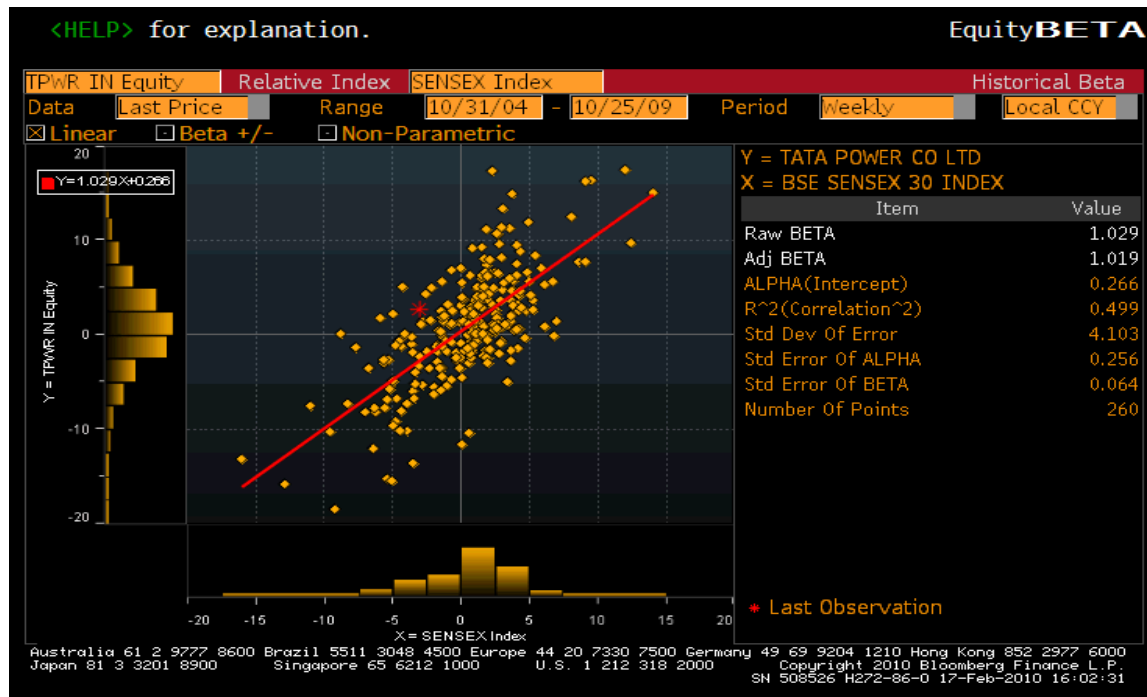 <HELP> for explanation. EquityBETA
TPWR IN Equity Relative Index SENSEX Index Historical Beta
Data Last Price Range 10/31/04 - 10/25/09 Period Weekly Local CCY
Linear Beta +/- Non-Parametric
Y = TATA POWER CO LTD
X = BSE SENSEX 30 INDEX
Item Value
Raw BETA 1.029
Adj BETA 1.019
ALPHA(Intercept) 0.266
R^2(Correlation^2) 0.499
Std Dev Of Error 4.103
Std Error Of ALPHA 0.256
Std Error Of BETA 0.064
Number Of Points 260
* Last Observation
Y=1.029X+0.266
Y = TPWR IN Equity
20
10
0
-10
-20
-20 -15 -10 -5 0 5 10 15 20
X = SENSEX Index
Australia 61 2 9777 8600 Brazil 5511 3048 4500 Europe 44 20 7330 7500 Germany 49 69 9204 1210 Hong Kong 852 2977 6000
Japan 81 3 3201 8900 Singapore 65 6212 1000 U.S. 1 212 318 2000 Copyright 2010 Bloomberg Finance L.P.
SN 508526 H272-86-0 17-Feb-2010 16:02:31